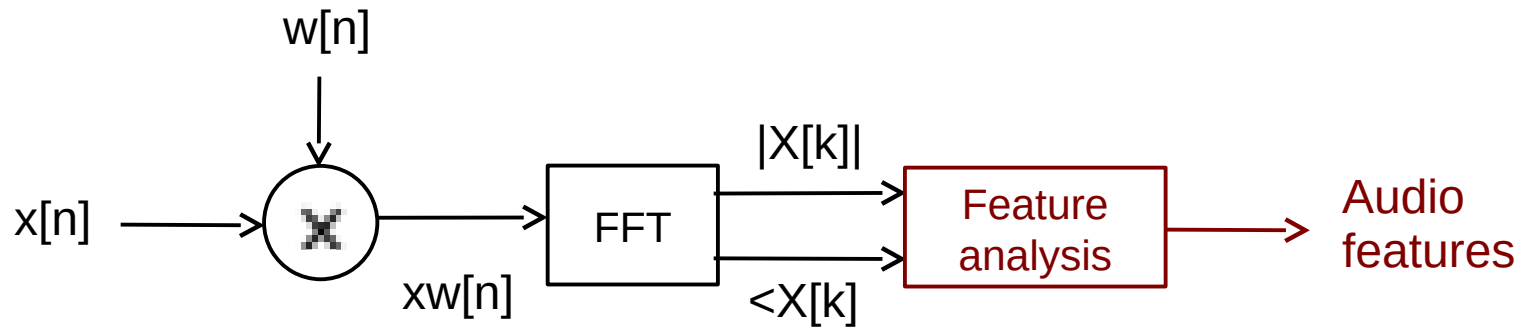 w[n]
x[n]
x
xw[n]
FFT
|X[k]|
<X[k]
Feature
analysis
Audio
features